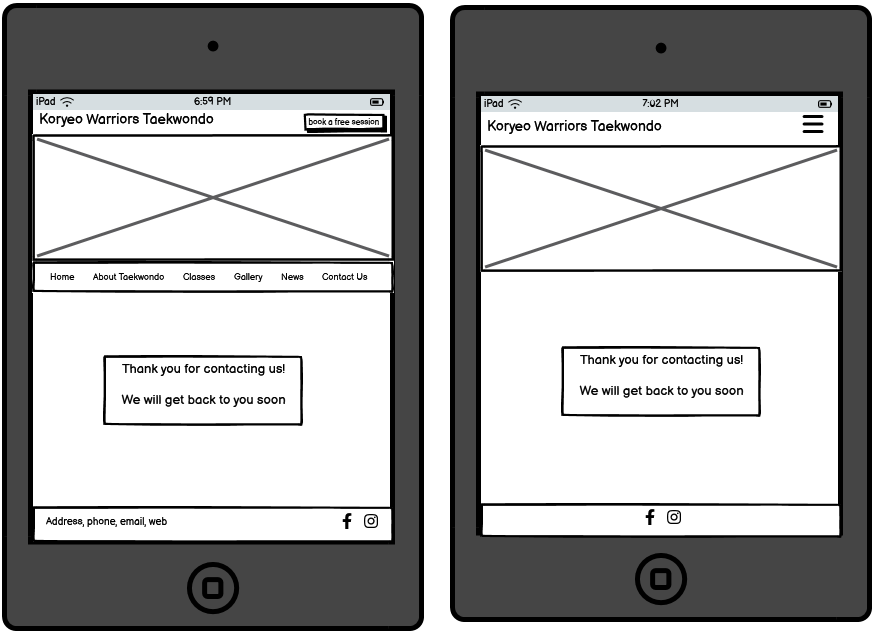 iPad 6:59 PM
Koryeo Warriors Taekwondo
book a free session
Home About Taekwondo Classes Gallery News Contact Us
Thank you for contacting us!
We will get back to you soon
Address, phone, email, web
iPad 7:02 PM
Koryeo Warriors Taekwondo
Thank you for contacting us!
We will get back to you soon